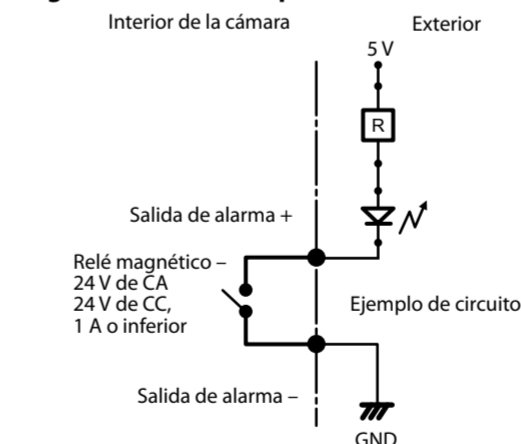 Interior de la cámara
Exterior
5 V
R
Salida de alarma +
Relé magnético –
24 V de CA
24 V de CC,
1 A o inferior
Ejemplo de circuito
Salida de alarma –
GND